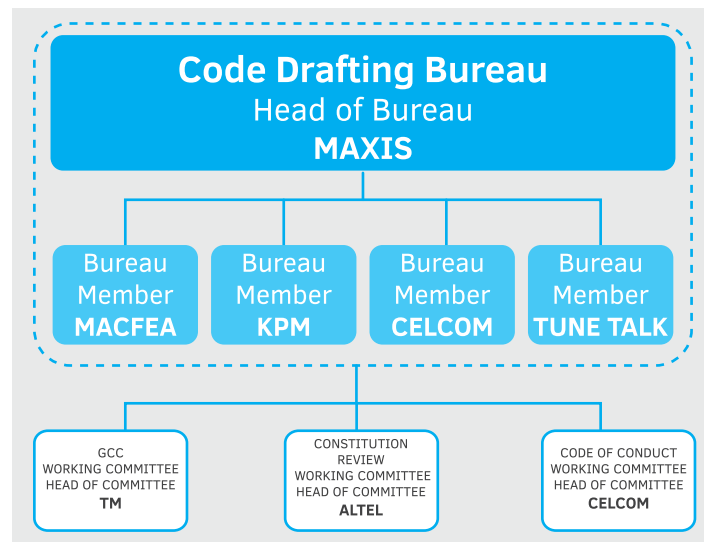 Code Drafting Bureau
Head of Bureau
MAXIS
Bureau
Member
MACFEA
Bureau
Member
KPM
Bureau
Member
CELCOM
Bureau
Member
TUNE TALK
GCC
WORKING COMMITTEE
HEAD OF COMMITTEE
TM
CONSTITUTION
REVIEW
WORKING COMMITTEE
HEAD OF COMMITTEE
ALTEL
CODE OF CONDUCT
WORKING COMMITTEE
HEAD OF COMMITTEE
CELCOM